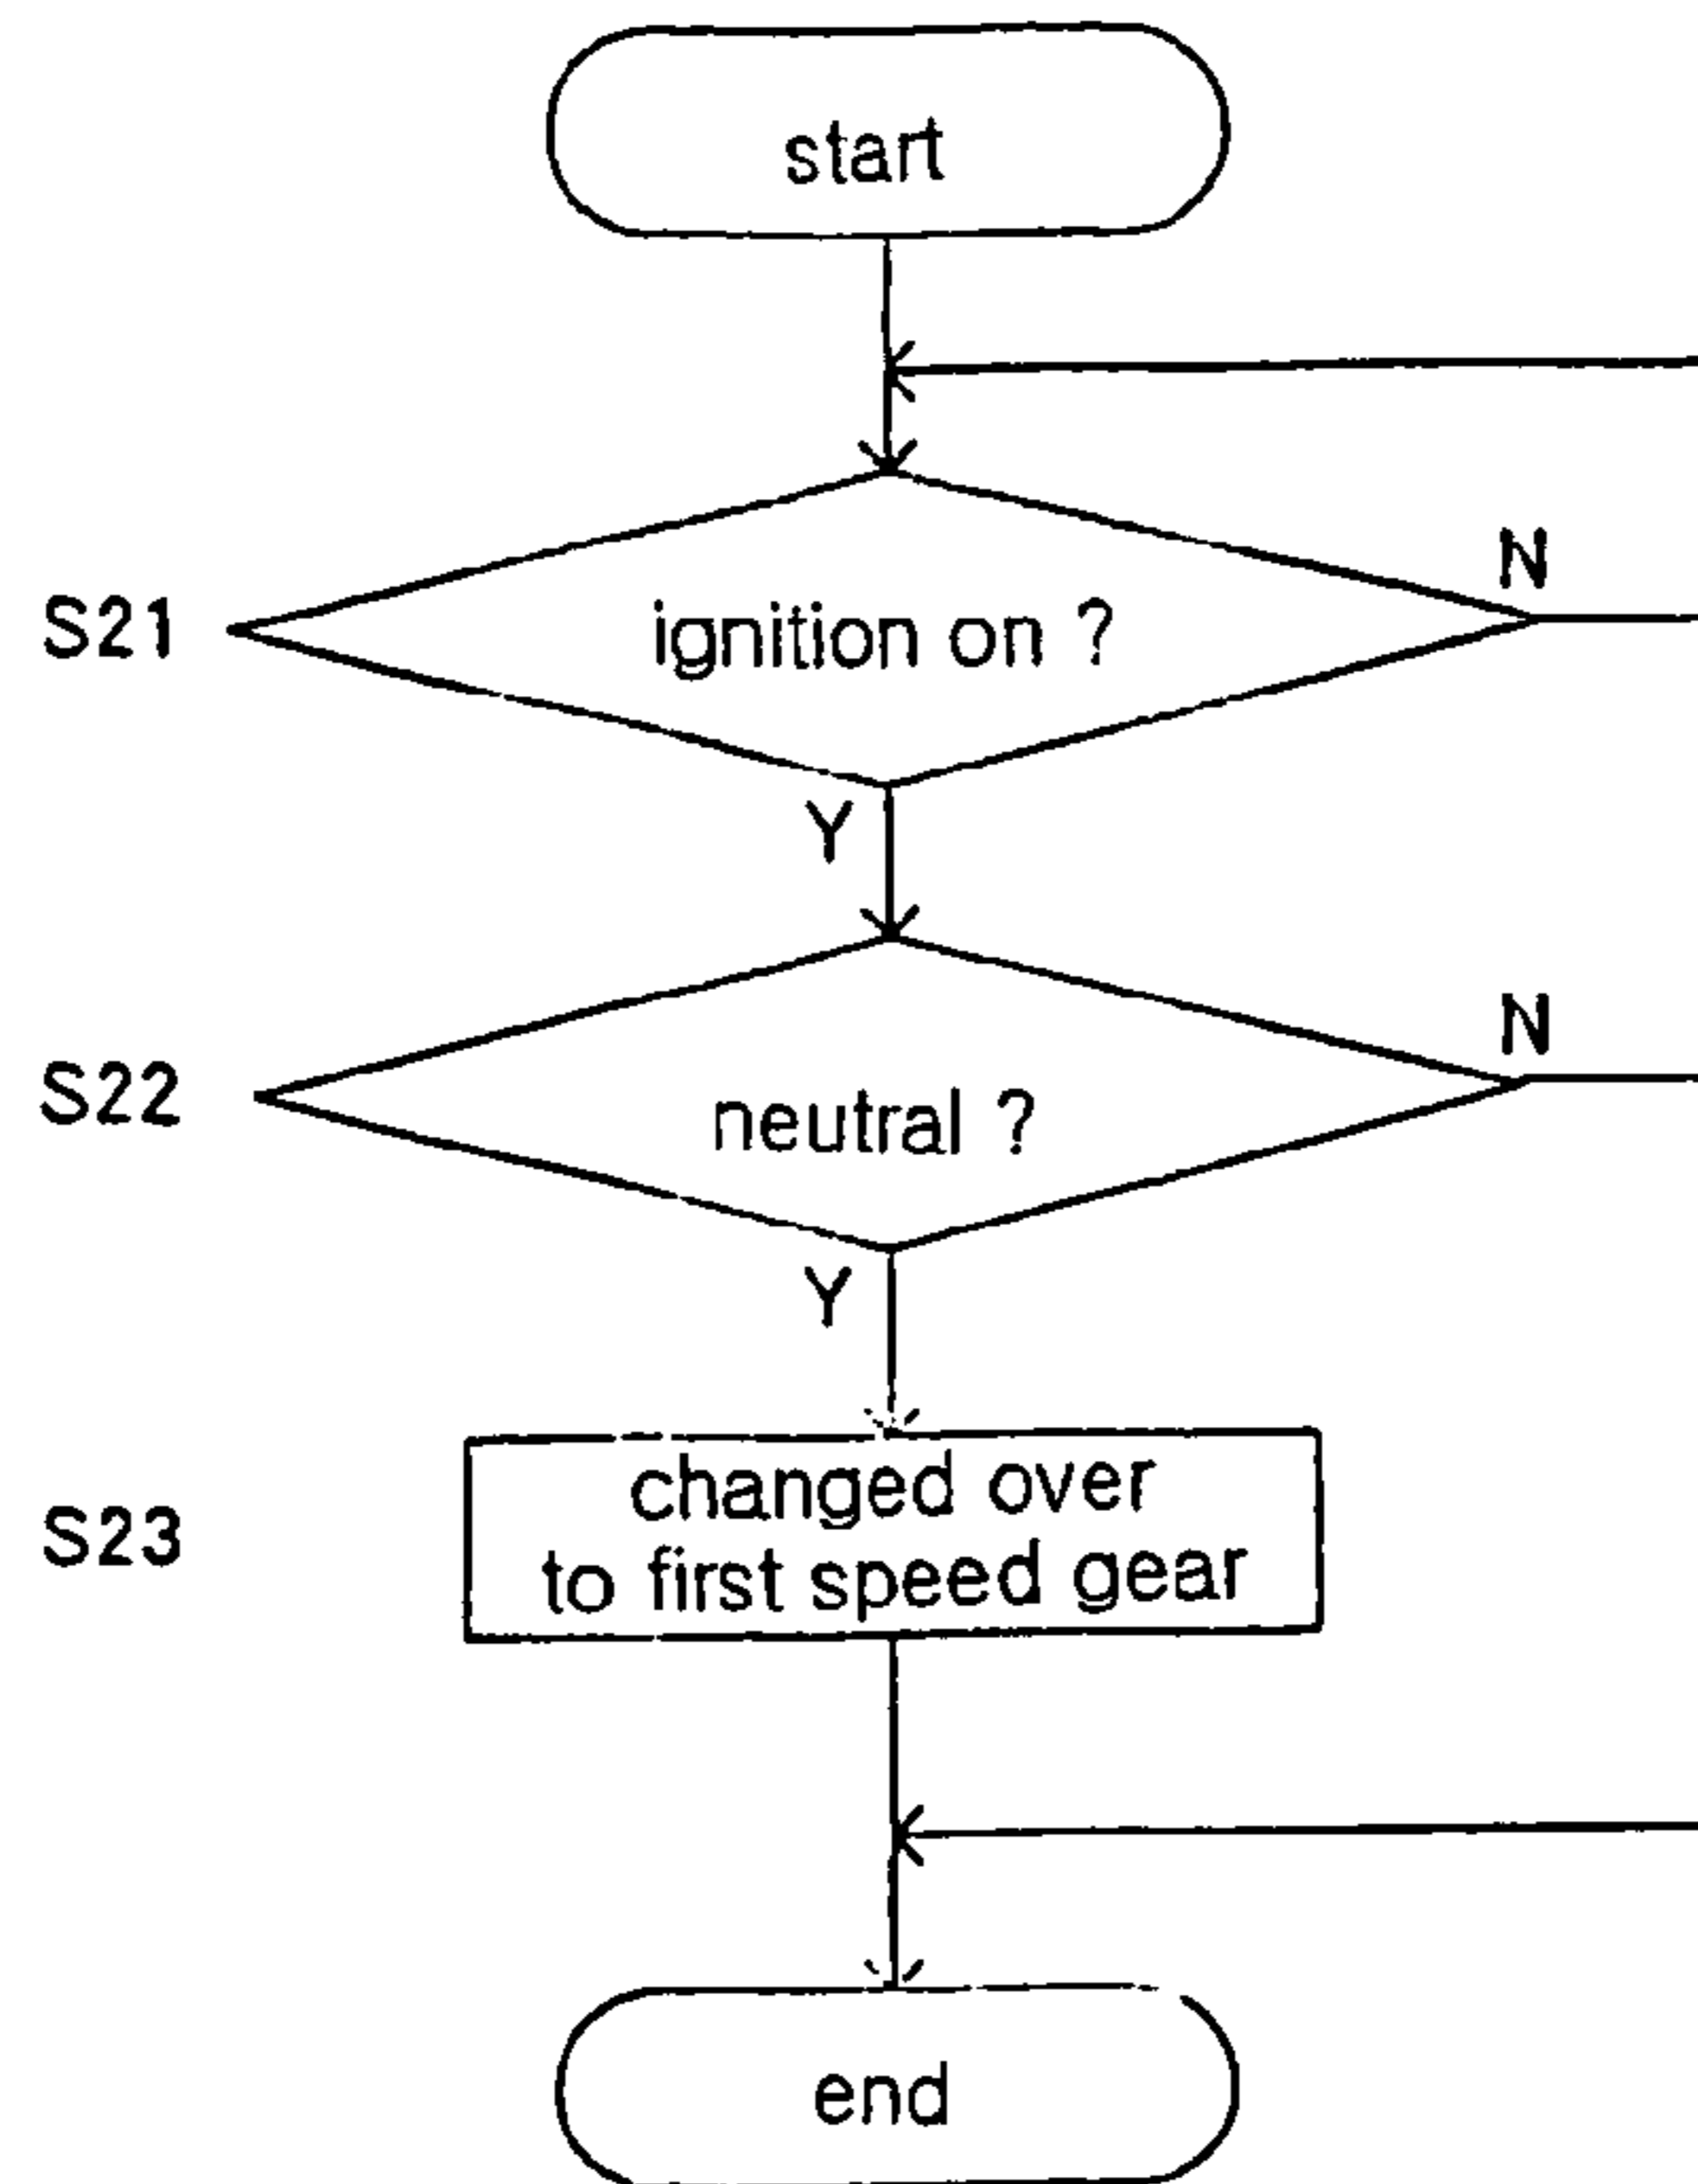 start
N
S21 ignition on ?
Y
N
S22 neutral ?
Y
changed over
S23
to first speed gear
end